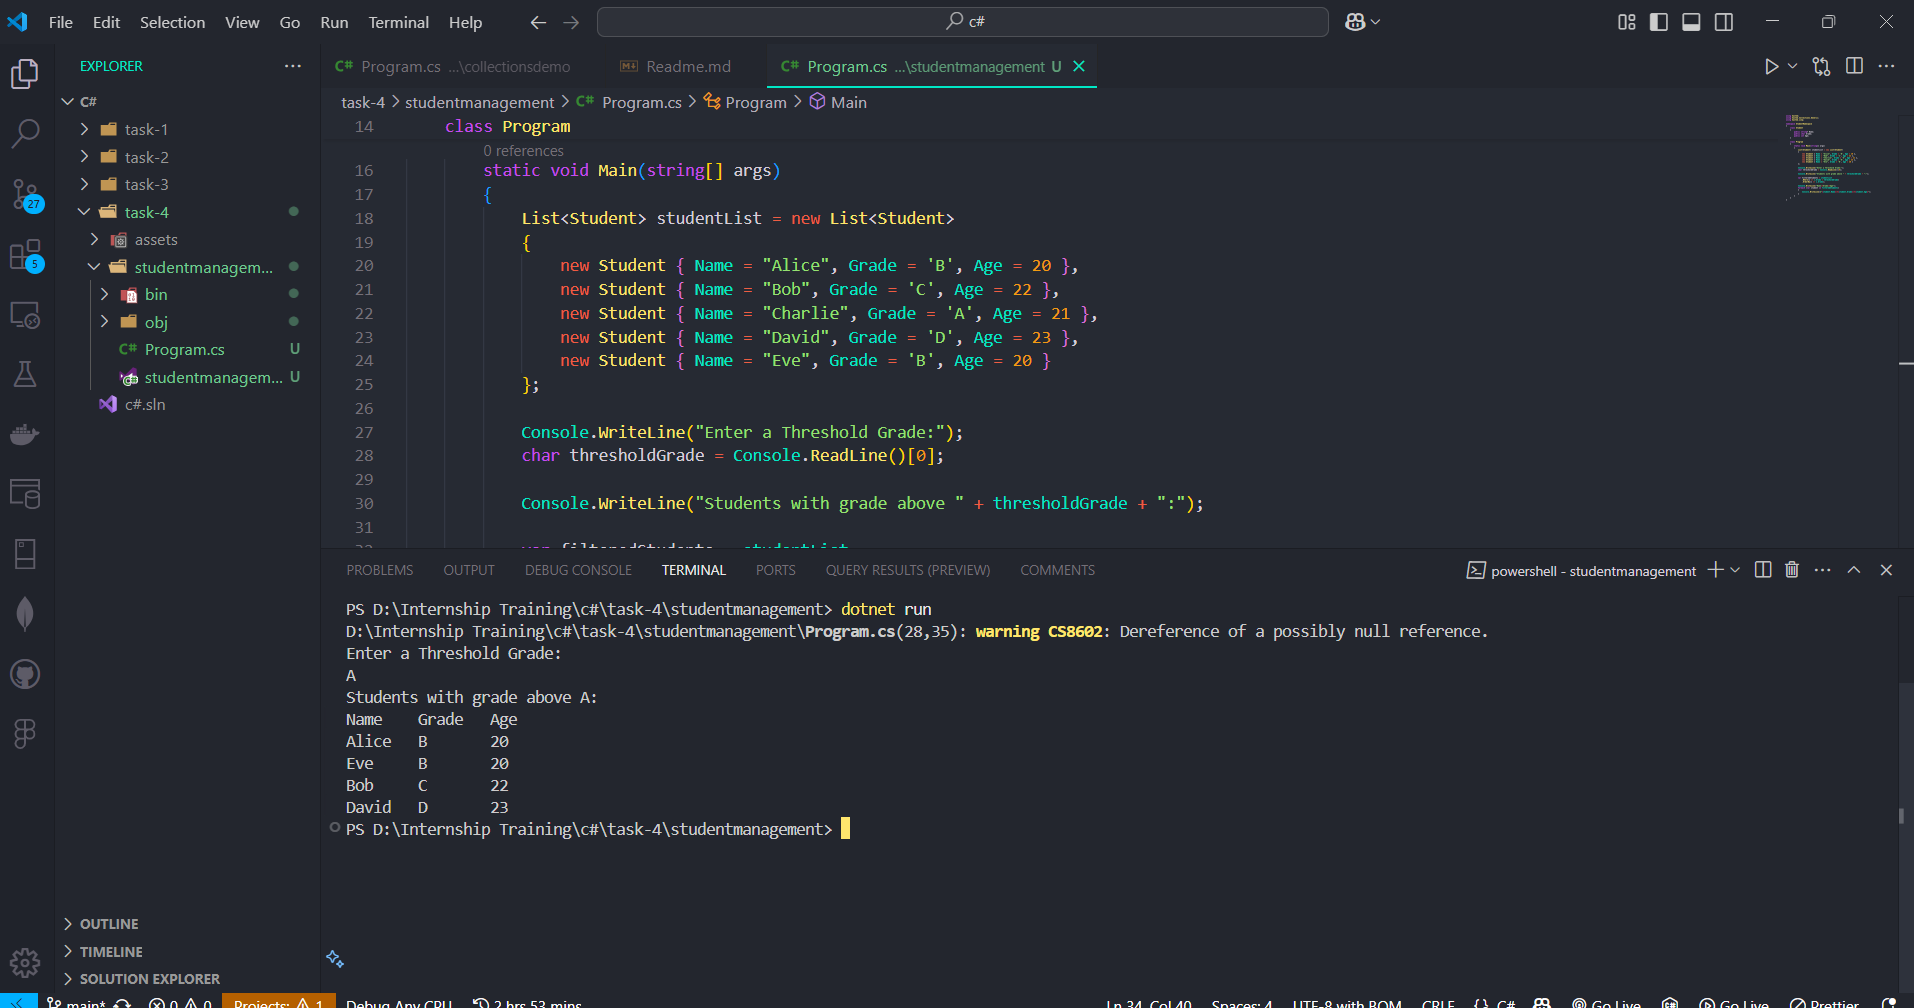 File Edit Selection View Go Run Terminal Help
c#
EXPLORER
C#
task-1
task-2
task-3
task-4
assets
studentmanagem...
bin
obj
C# Program.cs U
studentmanagem... U
c#.sln
27
5
OUTLINE
TIMELINE
SOLUTION EXPLORER
C# Program.cs ...\collectionsdemo
Readme.md
C# Program.cs ...\studentmanagement U
task-4 > studentmanagement > C# Program.cs > Program > Main
14 class Program
0 references
16 static void Main(string[] args)
17 {
18 List<Student> studentList = new List<Student>
19 {
20 new Student { Name = "Alice", Grade = 'B', Age = 20 },
21 new Student { Name = "Bob", Grade = 'C', Age = 22 },
22 new Student { Name = "Charlie", Grade = 'A', Age = 21 },
23 new Student { Name = "David", Grade = 'D', Age = 23 },
24 new Student { Name = "Eve", Grade = 'B', Age = 20 }
25 };
26
27 Console.WriteLine("Enter a Threshold Grade:");
28 char thresholdGrade = Console.ReadLine()[0];
29
30 Console.WriteLine("Students with grade above " + thresholdGrade + ":");
31
PROBLEMS OUTPUT DEBUG CONSOLE TERMINAL PORTS QUERY RESULTS (PREVIEW) COMMENTS
powershell - studentmanagement
PS D:\Internship Training\c#\task-4\studentmanagement> dotnet run
D:\Internship Training\c#\task-4\studentmanagement\Program.cs(28,35): warning CS8602: Dereference of a possibly null reference.
Enter a Threshold Grade:
A
Students with grade above A:
Name Grade Age
Alice B 20
Eve B 20
Bob C 22
David D 23
PS D:\Internship Training\c#\task-4\studentmanagement>
main* 0 0 Projects: 1 Debug Any CPU 2 hrs 53 mins Ln 34, Col 40 Spaces: 4 UTF-8 with BOM CRLF {} C# Go Live Go Live Prettier